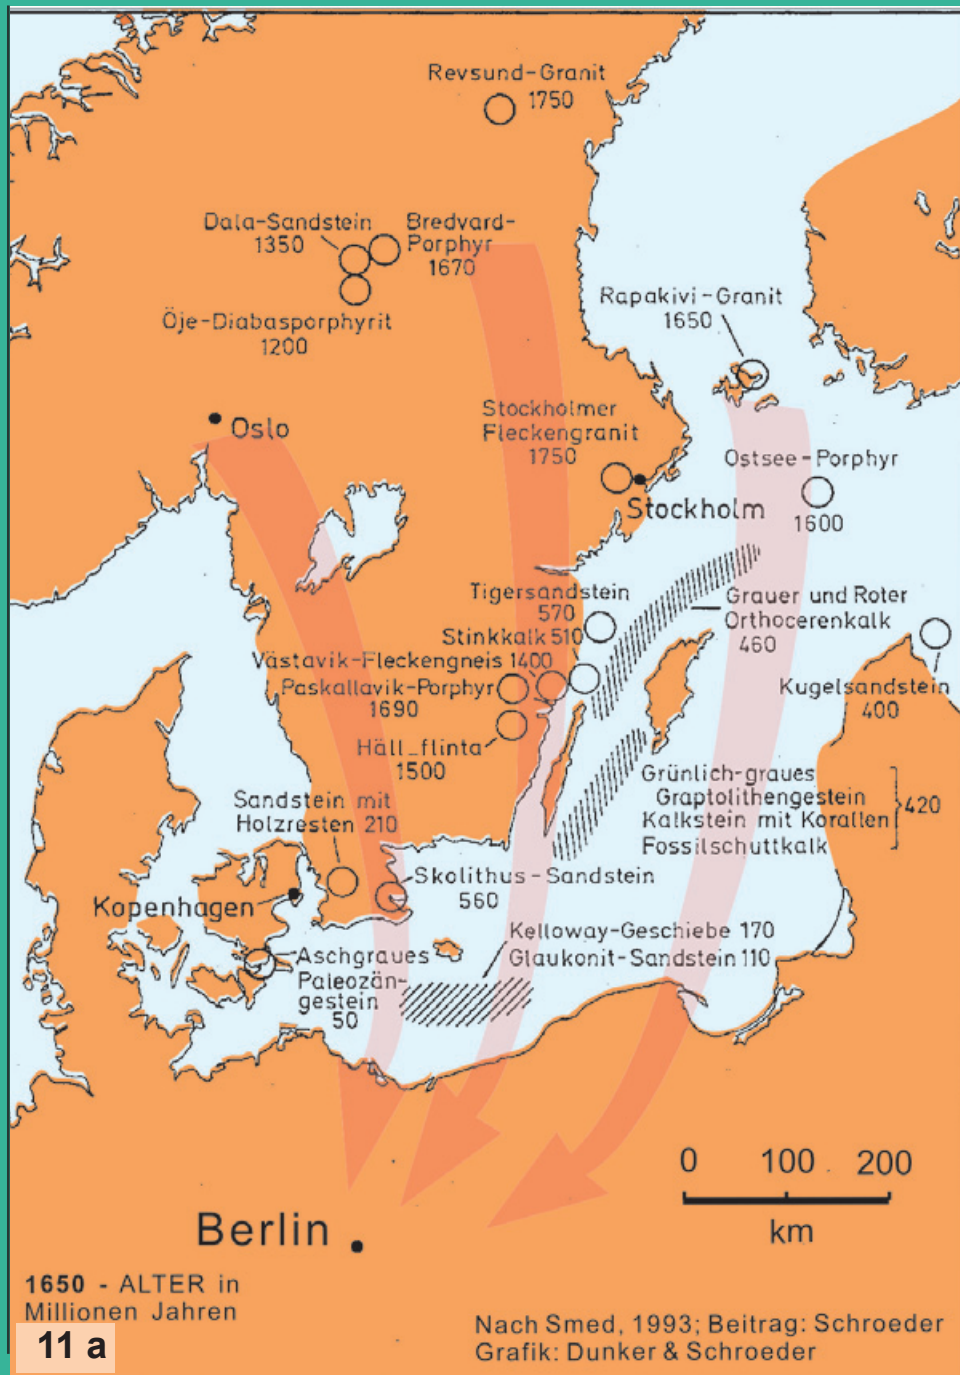 Revsund-Granit
1750
Dala-Sandstein
1350
Bredvard-
Porphyr
1670
Öje-Diabasporphyrit
1200
Rapakivi-Granit
1650
Oslo
Stockholmer
Fleckengranit
1750
Stockholm
Ostsee-Porphyr
1600
Tigersandstein
570
Stinkkalk 510
Västavik-Fleckengneis 1400
Paskallavik-Porphyr
1690
Häll_flinta
1500
Grauer und Roter
Orthocerenkalk
460
Kugelsandstein
400
Grünlich-graues
Graptolithengestein
Kalkstein mit Korallen
Fossilschuttkalk
420
Sandstein mit
Holzresten 210
Kopenhagen
Skolithus-Sandstein
560
Kelloway-Geschiebe 170
Glaukonit-Sandstein 110
Aschgraues
Paleozän-
gestein
50
0 100 200
km
Berlin
1650 - ALTER in
Millionen Jahren
11 a
Nach Smed, 1993; Beitrag: Schroeder
Grafik: Dunker & Schroeder